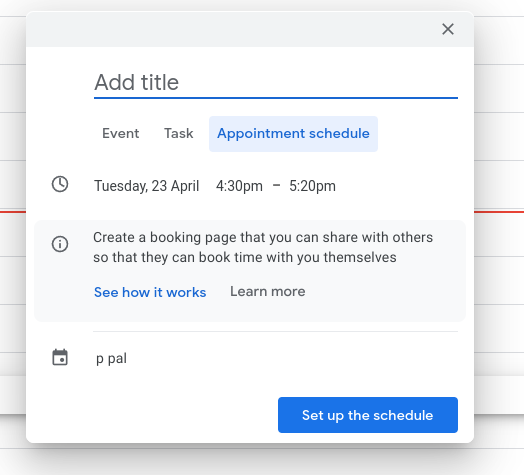 Add title
Event Task Appointment schedule
Tuesday, 23 April 4:30pm – 5:20pm
Create a booking page that you can share with others
so that they can book time with you themselves
See how it works Learn more
p pal
Set up the schedule